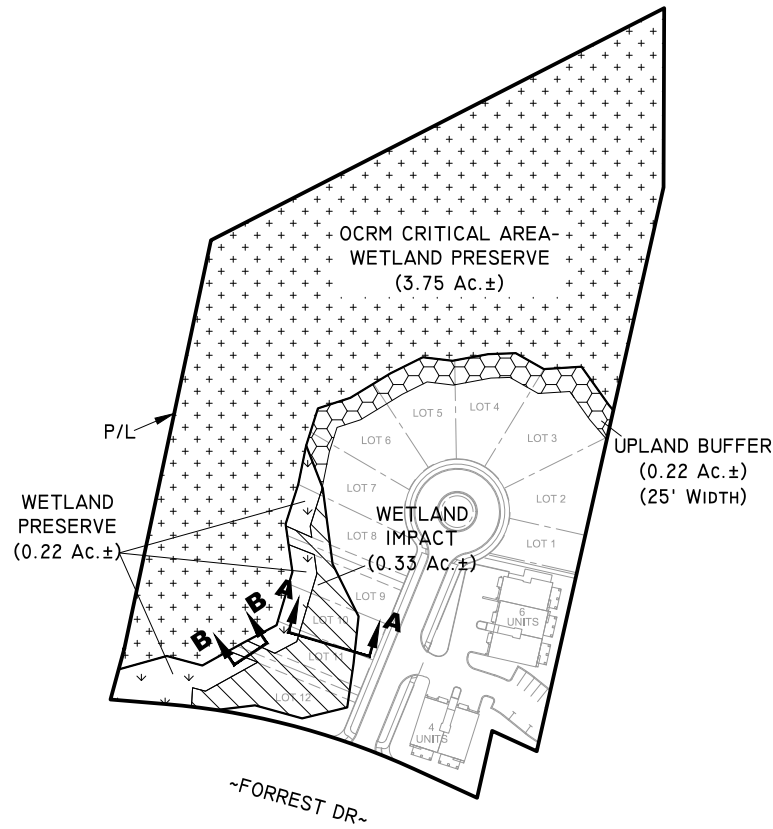 OCRM CRITICAL AREA-
WETLAND PRESERVE
(3.75 AC.±)
P/L
LOT 5
LOT 4
LOT 6
LOT 3
UPLAND BUFFER
(0.22 AC.±)
(25' WIDTH)
LOT 7
LOT 2
WETLAND
PRESERVE
(0.22 AC.±)
WETLAND
IMPACT
(0.33 AC.±)
LOT 8
LOT 1
A
B
B
LOT 9
LOT 10
A
6
UNITS
LOT 11
LOT 12
4
UNITS
~FORREST DR~